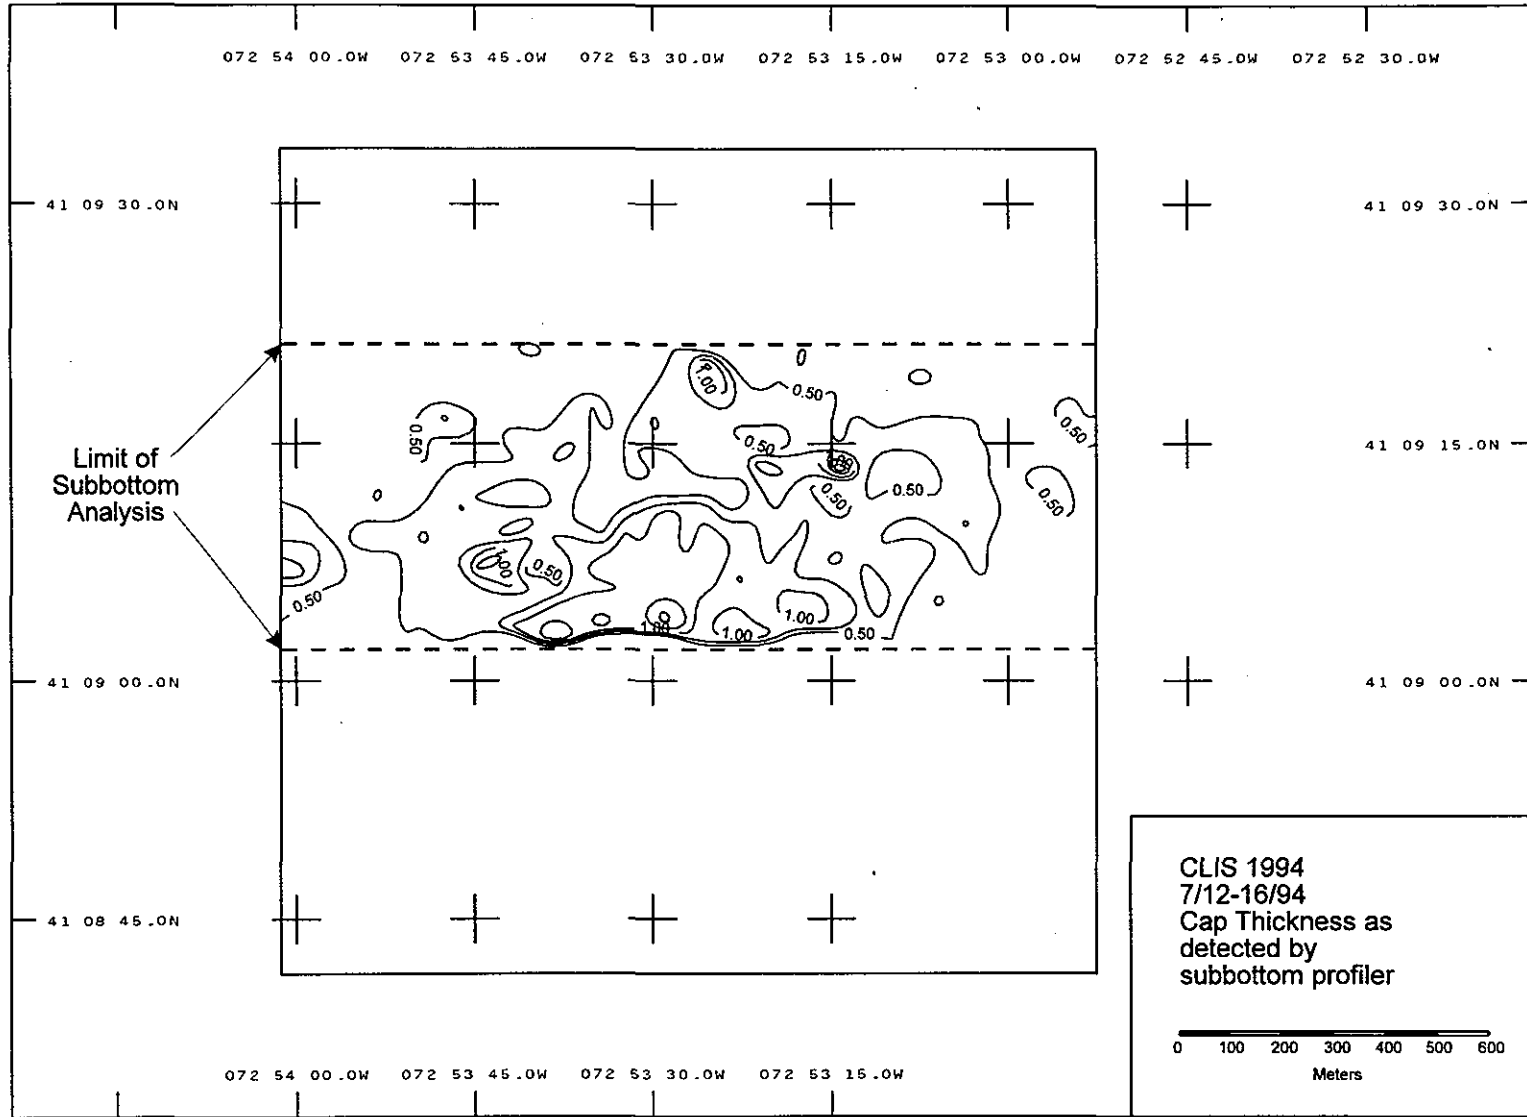 072 54 00.0W 072 53 45.0W 072 53 30.0W 072 53 15.0W 072 53 00.0W 072 52 45.0W 072 52 30.0W
41 09 30.0N
41 09 30.0N
1.00
0.50
0.50
0.50
0.50
41 09 15.0N
Limit of
Subbottom
Analysis
0.50
0.50
0.50
1.00
0.50
0.50
1.00
1.00
1.00
0.50
41 09 00.0N
41 09 00.0N
41 08 45.0N
CLIS 1994
7/12-16/94
Cap Thickness as
detected by
subbottom profiler
0 100 200 300 400 500 600
Meters
072 54 00.0W 072 53 45.0W 072 53 30.0W 072 53 15.0W